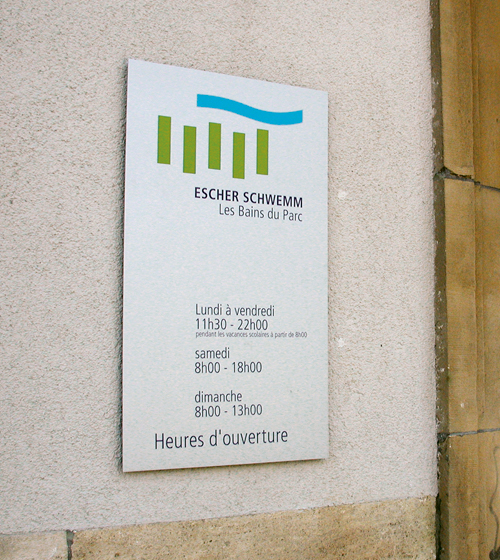 ESCHER SCHWEMM
Les Bains du Parc
Lundi à vendredi
11h30 - 22h00
pendant les vacances scolaires à partir de 8h00
samedi
8h00 - 18h00
dimanche
8h00 - 13h00
Heures d'ouverture